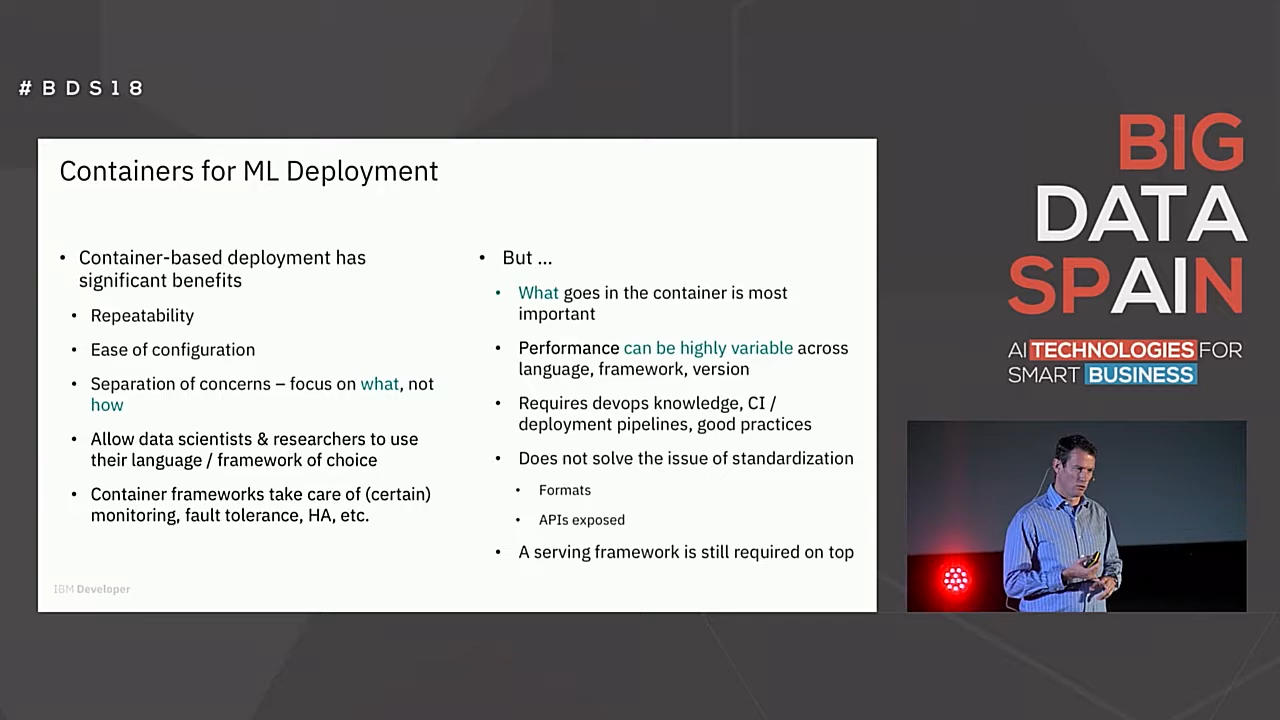 #BDS18
Containers for ML Deployment
• Container-based deployment has
significant benefits
• Repeatability
• Ease of configuration
• Separation of concerns – focus on what, not
how
• Allow data scientists & researchers to use
their language / framework of choice
• Container frameworks take care of (certain)
monitoring, fault tolerance, HA, etc.
• But ...
• What goes in the container is most
important
• Performance can be highly variable across
language, framework, version
• Requires devops knowledge, CI /
deployment pipelines, good practices
• Does not solve the issue of standardization
• Formats
• APIs exposed
• A serving framework is still required on top
IBM Developer
BIG
DATA
SPAIN
AI TECHNOLOGIES FOR
SMART BUSINESS